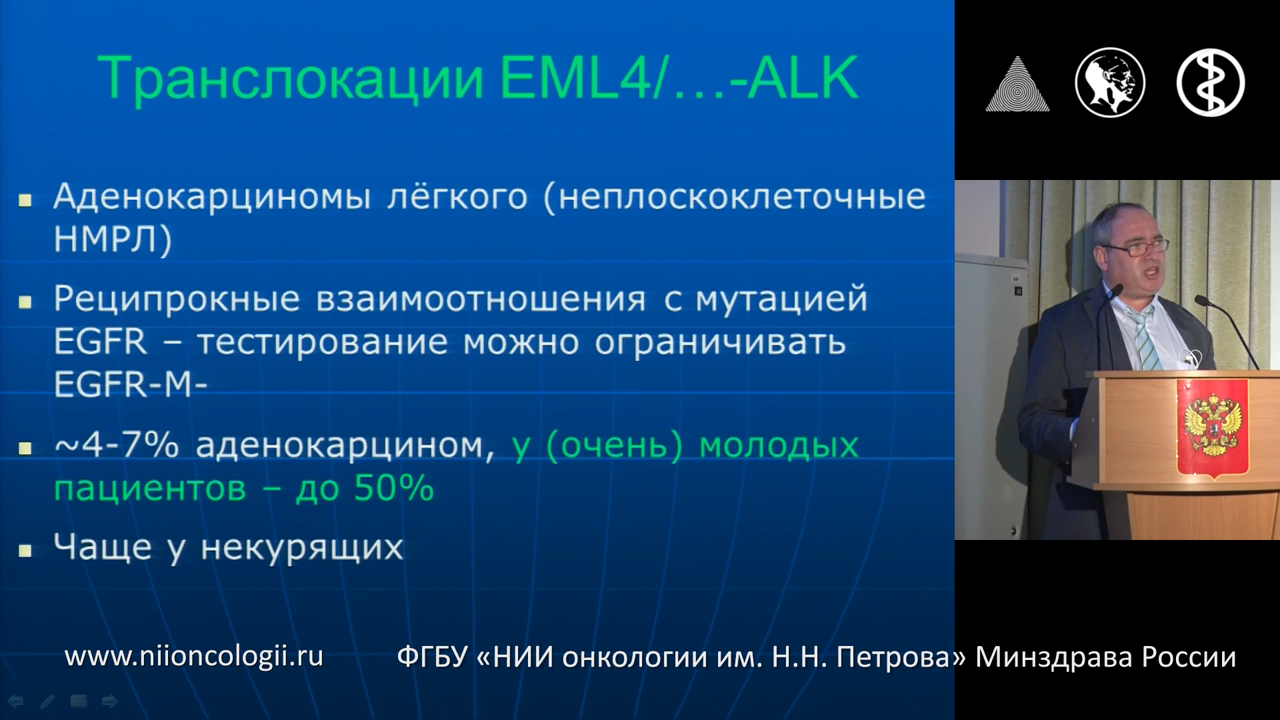 Транслокации EML4/…-ALK
Аденокарциномы лёгкого (неплоскоклеточные
НМРЛ)
Реципрокные взаимоотношения с мутацией
EGFR – тестирование можно ограничивать
EGFR-M-
~4-7% аденокарцином, у (очень) молодых
пациентов – до 50%
Чаще у некурящих
www.niioncologii.ru
ФГБУ «НИИ онкологии им. Н.Н. Петрова» Минздрава России